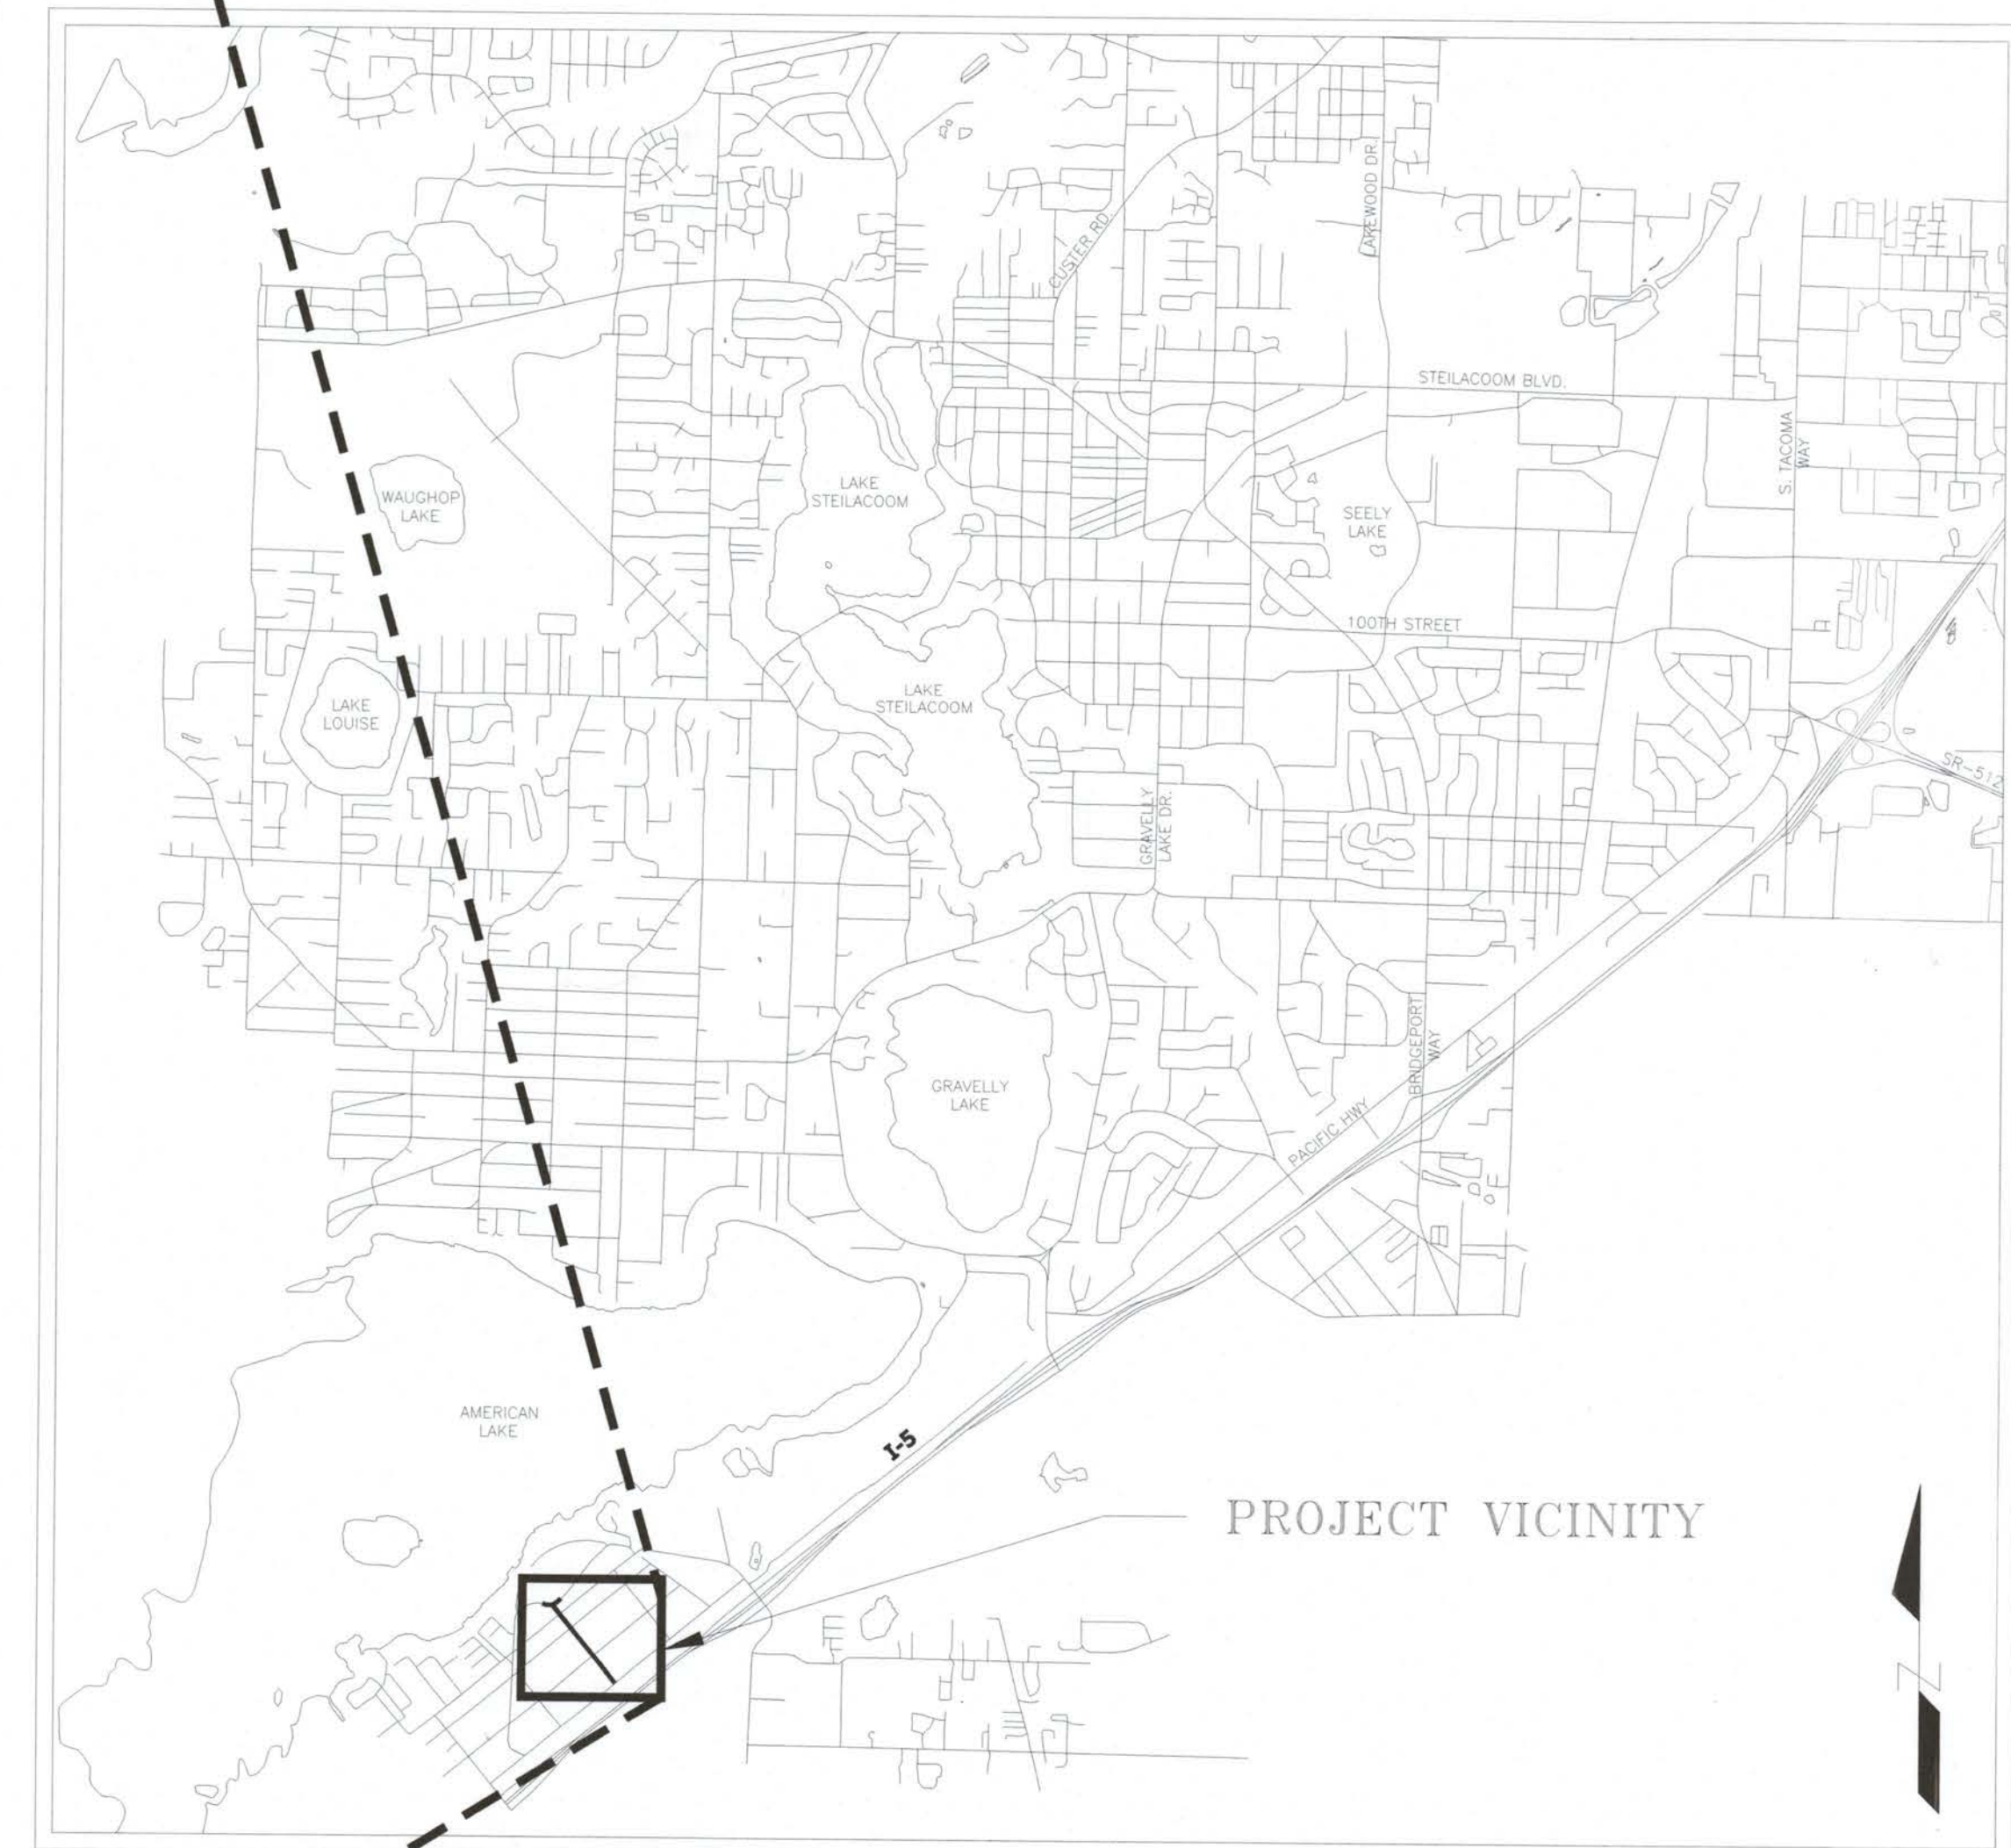 CUSTER RD.
LAKEWOOD DR.
STEILACOOM BLVD.
S. TACOMA
WAY
WAUGHOP
LAKE
LAKE
STEILACOOM
SEELY
LAKE
100TH STREET
LAKE
LOUISE
LAKE
STEILACOOM
SR-512
GRAVELLY
LAKE DR.
BRIDGEPORT
WAY
GRAVELLY
LAKE
PACIFIC HWY
AMERICAN
LAKE
I-5
PROJECT VICINITY
N